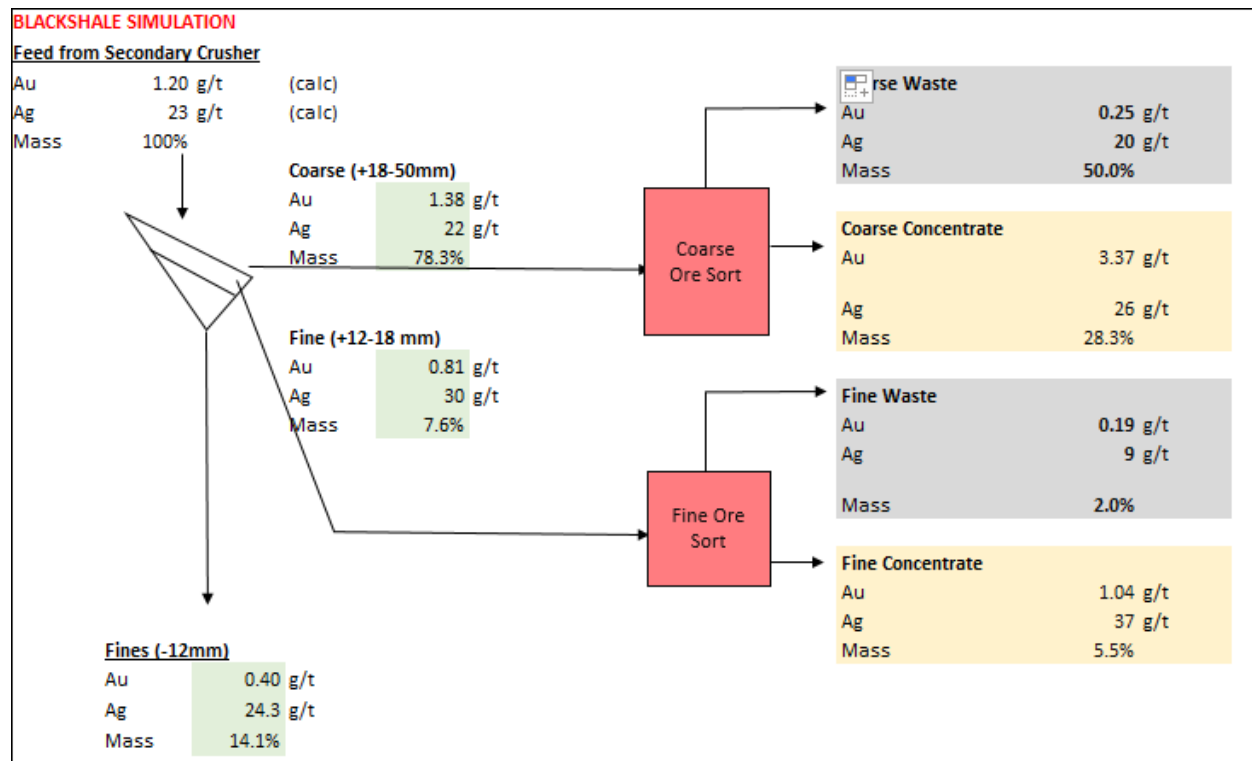 BLACKSHALE SIMULATION
Feed from Secondary Crusher
Au 1.20 g/t (calc)
Ag 23 g/t (calc)
Mass 100%
Coarse (+18-50mm)
Au 1.38 g/t
Ag 22 g/t
Mass 78.3%
Fine (+12-18 mm)
Au 0.81 g/t
Ag 30 g/t
Mass 7.6%
Fines (-12mm)
Au 0.40 g/t
Ag 24.3 g/t
Mass 14.1%
Coarse
Ore Sort
Fine Ore
Sort
rse Waste
Au 0.25 g/t
Ag 20 g/t
Mass 50.0%
Coarse Concentrate
Au 3.37 g/t
Ag 26 g/t
Mass 28.3%
Fine Waste
Au 0.19 g/t
Ag 9 g/t
Mass 2.0%
Fine Concentrate
Au 1.04 g/t
Ag 37 g/t
Mass 5.5%